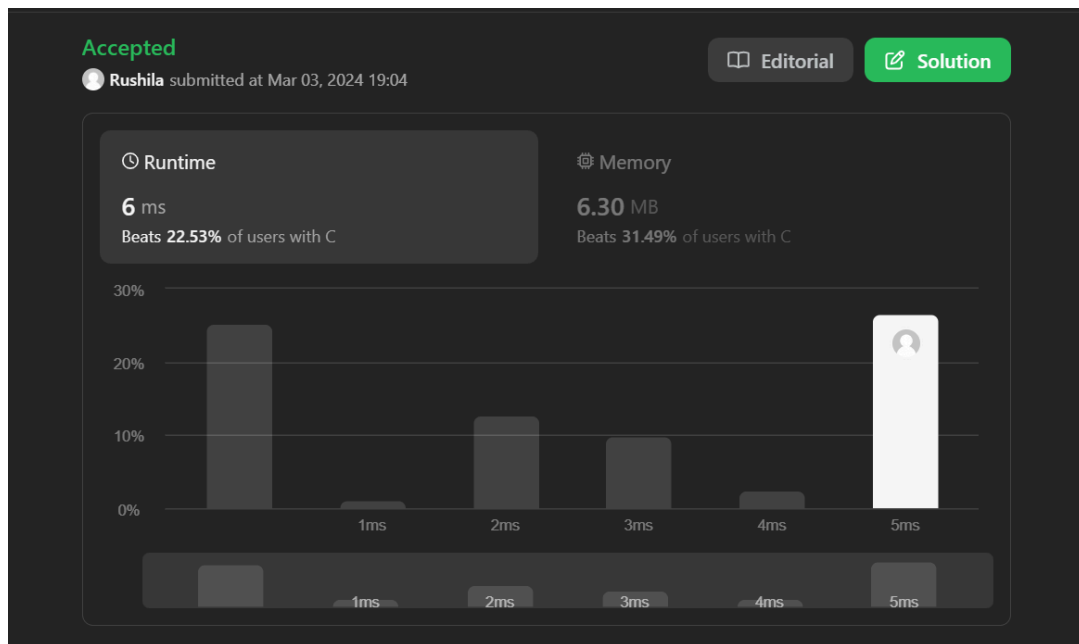 Accepted
Rushila submitted at Mar 03, 2024 19:04
Editorial
Solution
Runtime
6 ms
Beats 22.53% of users with C
Memory
6.30 MB
Beats 31.49% of users with C
30%
20%
10%
0%
1ms 2ms 3ms 4ms 5ms
1ms 2ms 3ms 4ms 5ms